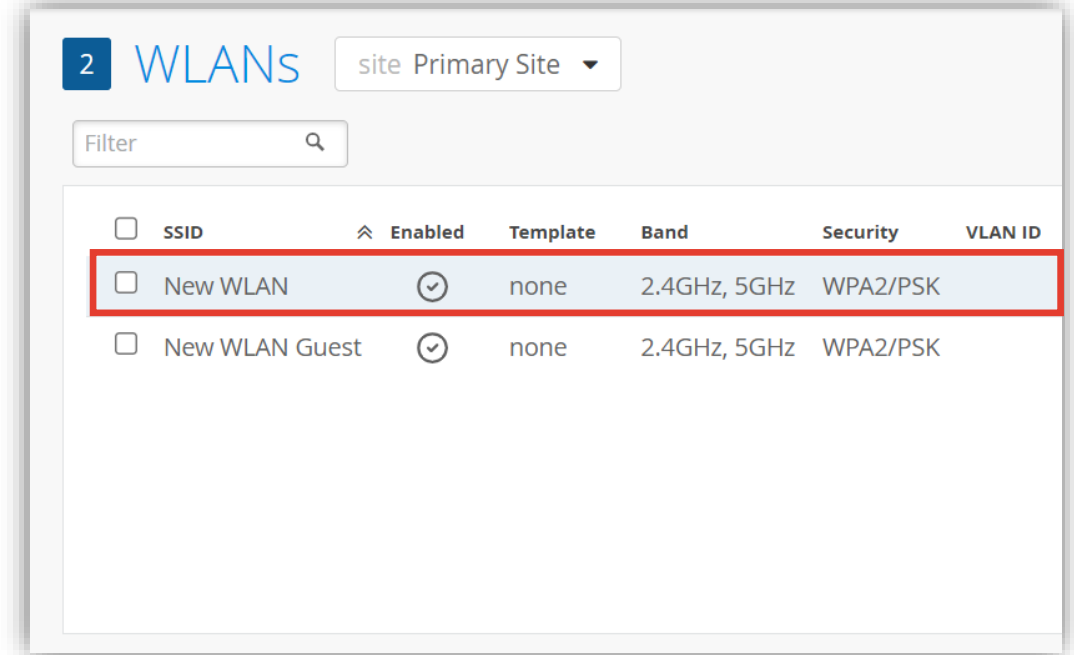 2 WLANs site Primary Site
Filter
SSID Enabled Template Band Security VLAN ID
New WLAN none 2.4GHz, 5GHz WPA2/PSK
New WLAN Guest none 2.4GHz, 5GHz WPA2/PSK